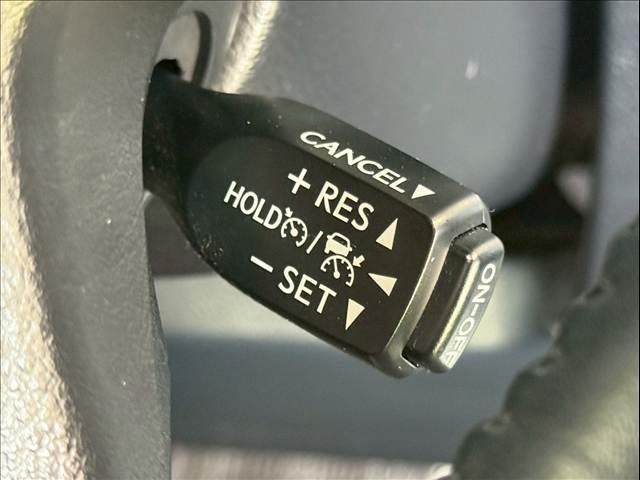 CANCEL
+ RES
HOLD /
- SET
ON-OFF